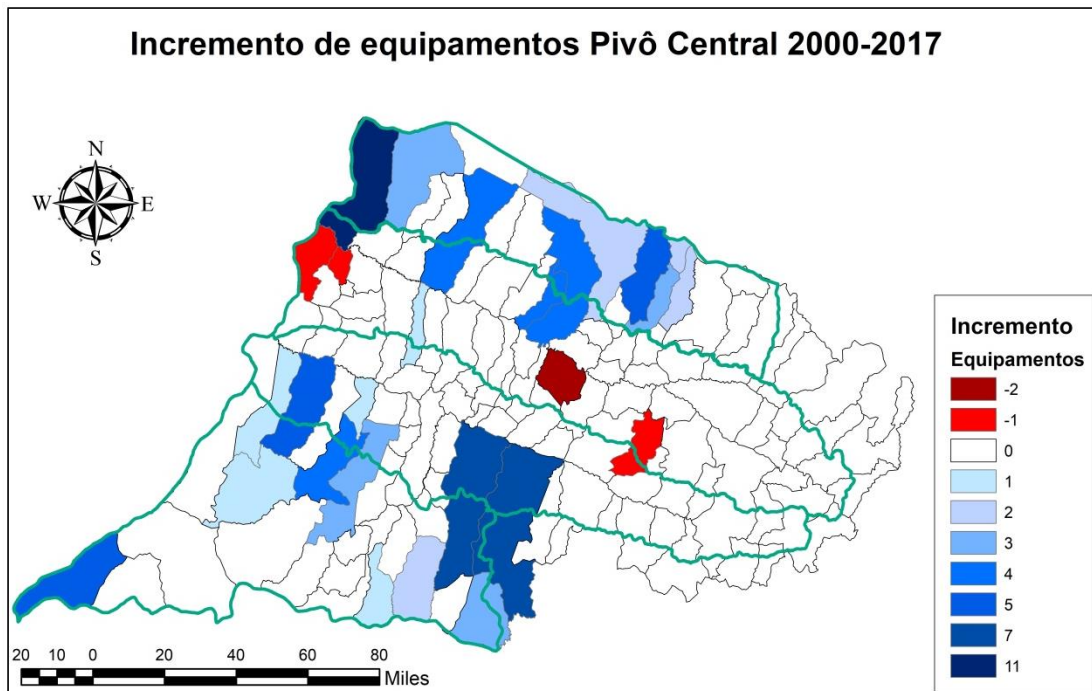 Incremento de equipamentos Pivô Central 2000-2017
N
W E
S
Incremento
Equipamentos
-2
-1
0
1
2
3
4
5
7
11
20 10 0 20 40 60 80
Miles